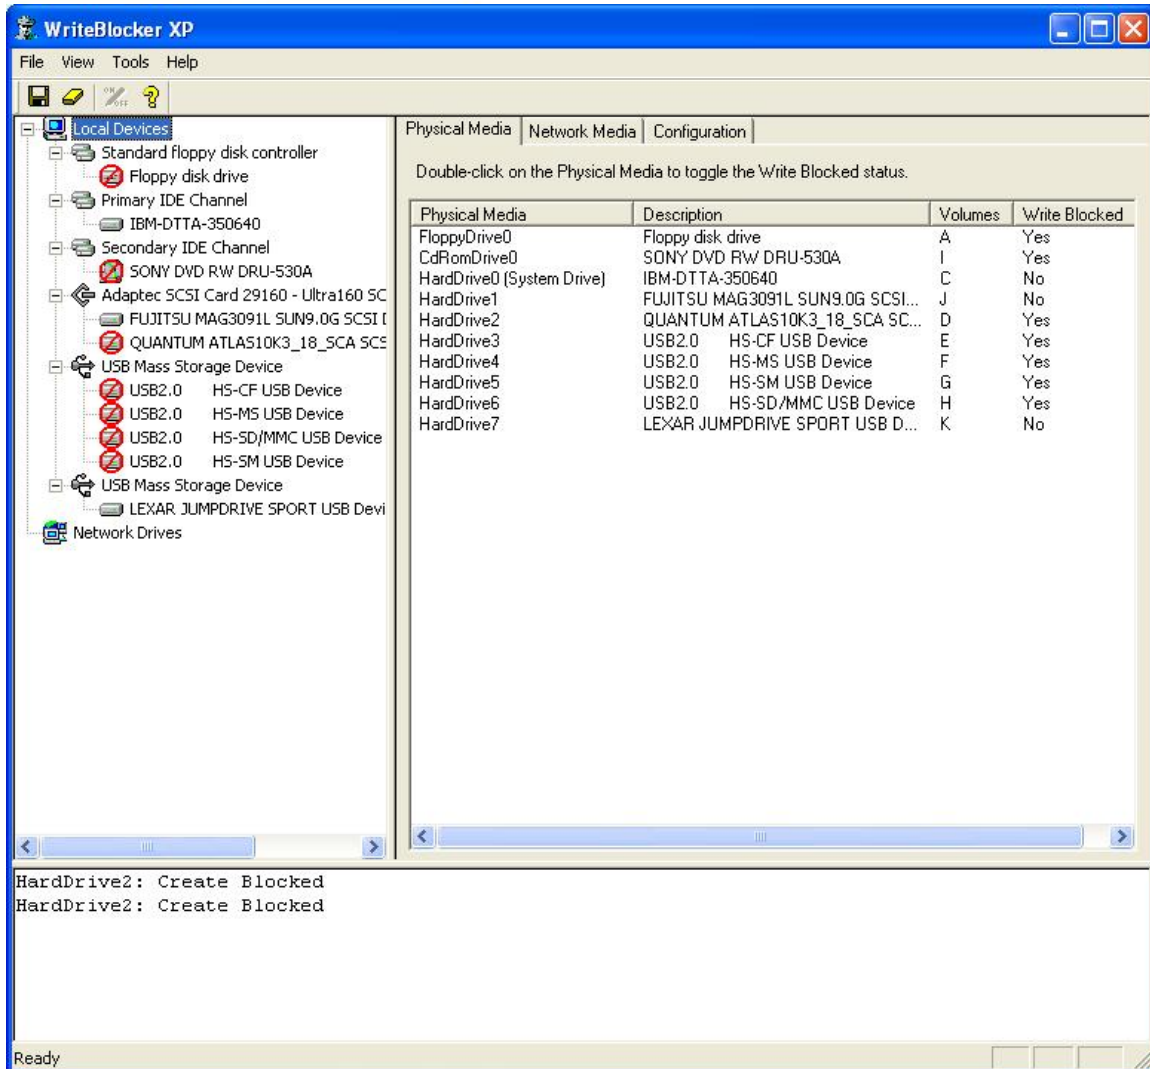 WriteBlocker XP
File View Tools Help
ON/OFF
Local Devices
Standard floppy disk controller
Floppy disk drive
Primary IDE Channel
IBM-DTTA-350640
Secondary IDE Channel
SONY DVD RW DRU-530A
Adaptec SCSI Card 29160 - Ultra160 SC
FUJITSU MAG3091L SUN9.0G SCSI D
QUANTUM ATLAS10K3_18_SCA SCS
USB Mass Storage Device
USB2.0 HS-CF USB Device
USB2.0 HS-MS USB Device
USB2.0 HS-SD/MMC USB Device
USB2.0 HS-SM USB Device
USB Mass Storage Device
LEXAR JUMPDRIVE SPORT USB Devi
Network Drives
Physical Media Network Media Configuration
Double-click on the Physical Media to toggle the Write Blocked status.
Physical Media Description Volumes Write Blocked
FloppyDrive0 Floppy disk drive A Yes
CdRomDrive0 SONY DVD RW DRU-530A I Yes
HardDrive0 (System Drive) IBM-DTTA-350640 C No
HardDrive1 FUJITSU MAG3091L SUN9.0G SCSI... J No
HardDrive2 QUANTUM ATLAS10K3_18_SCA SC... D Yes
HardDrive3 USB2.0 HS-CF USB Device E Yes
HardDrive4 USB2.0 HS-MS USB Device F Yes
HardDrive5 USB2.0 HS-SM USB Device G Yes
HardDrive6 USB2.0 HS-SD/MMC USB Device H Yes
HardDrive7 LEXAR JUMPDRIVE SPORT USB D... K No
HardDrive2: Create Blocked
HardDrive2: Create Blocked
Ready